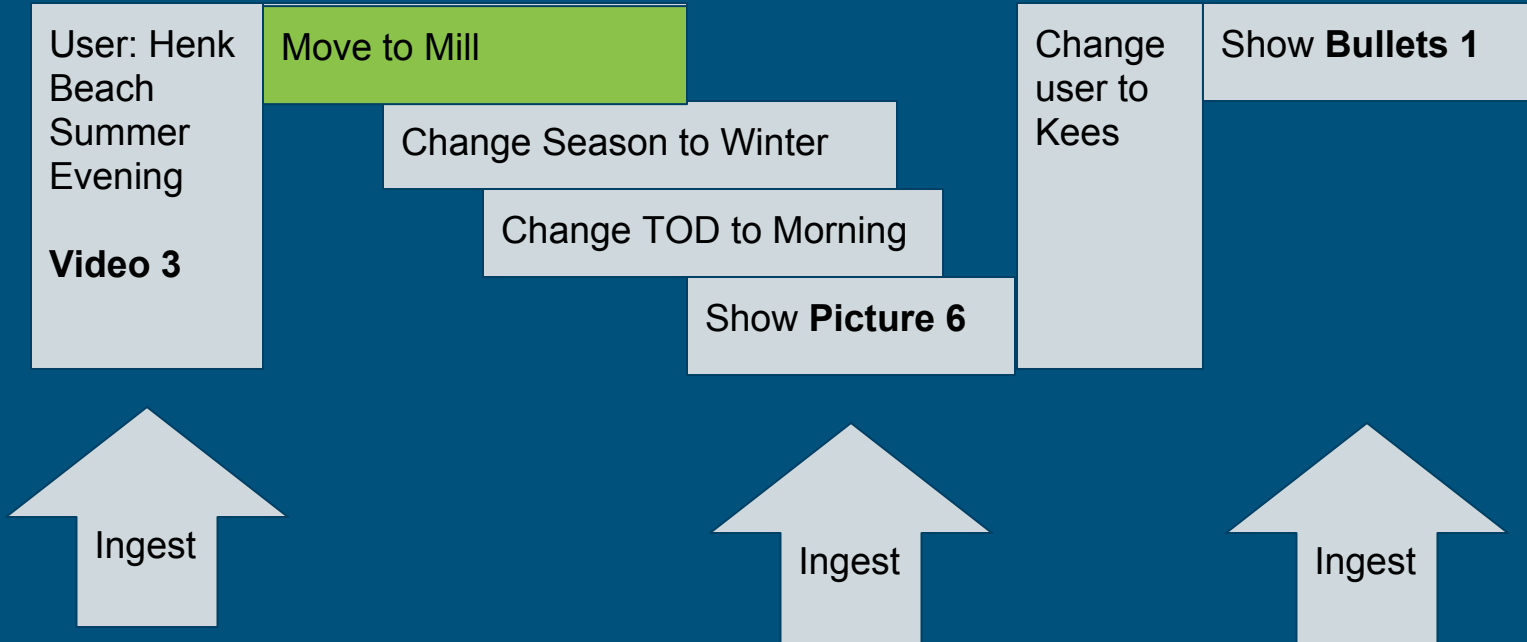 User: Henk
Beach
Summer
Evening
Video 3
Move to Mill
Change Season to Winter
Change TOD to Morning
Show Picture 6
Change
user to
Kees
Show Bullets 1
Ingest
Ingest
Ingest